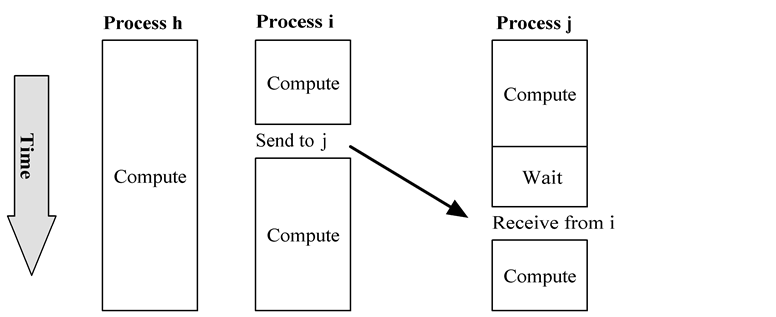 Process h
Process i
Process j
Time
Compute
Compute
Send to j
Compute
Compute
Wait
Receive from i
Compute